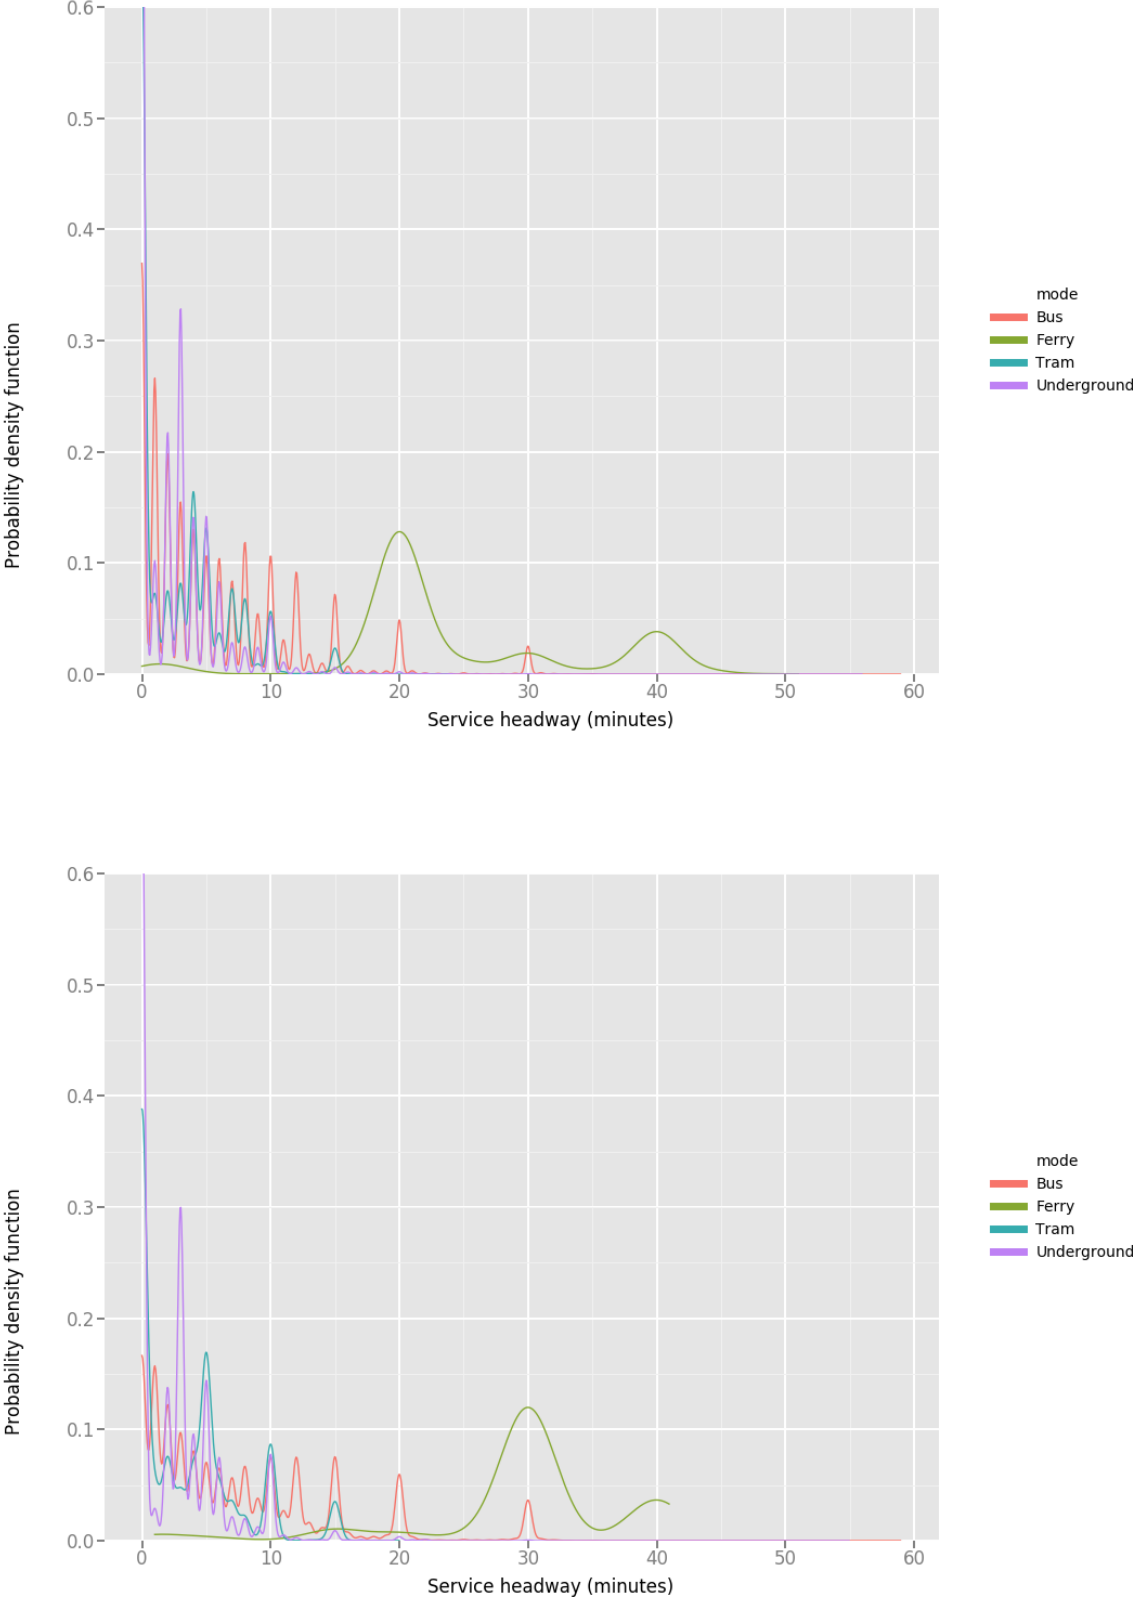 0.6
0.5
0.4
0.3
0.2
0.1
0.0
Probability density function
0 10 20 30 40 50 60
Service headway (minutes)
mode
Bus
Ferry
Tram
Underground
0.6
0.5
0.4
0.3
0.2
0.1
0.0
Probability density function
0 10 20 30 40 50 60
Service headway (minutes)
mode
Bus
Ferry
Tram
Underground